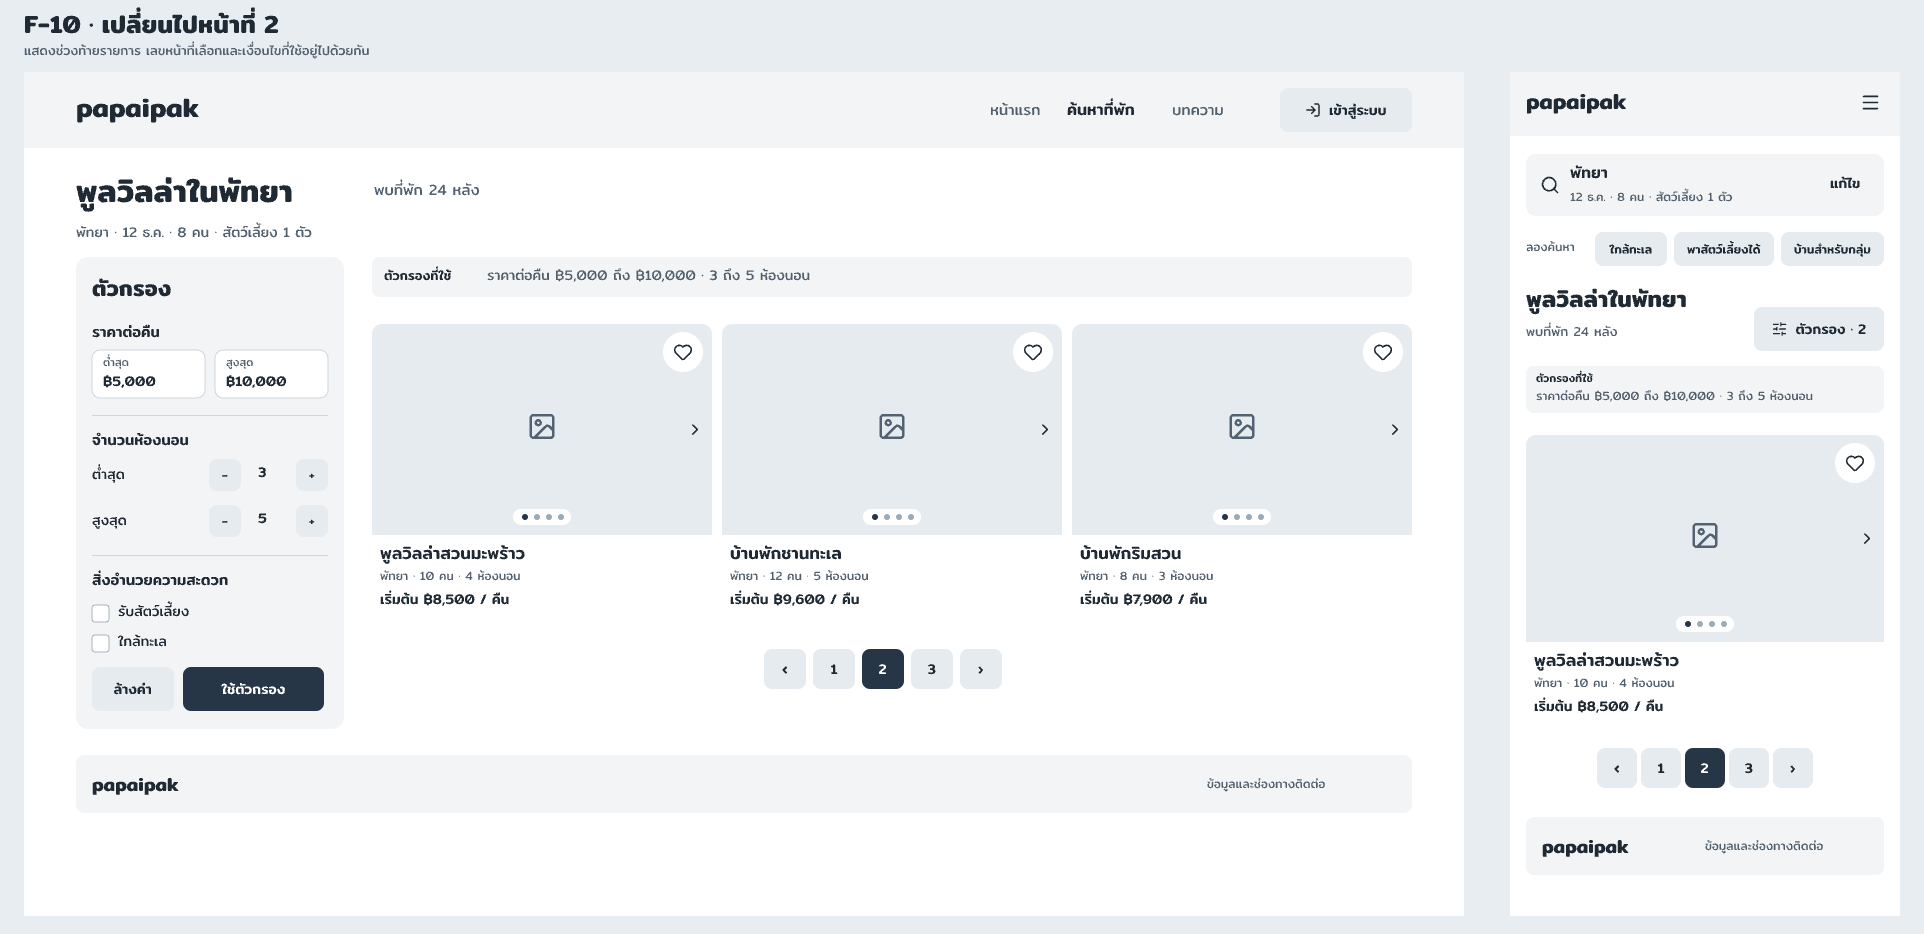 F-10 · เปลี่ยนไปหน้าที่ 2
แสดงช่วงท้ายรายการ เลขหน้าที่เลือกและเงื่อนไขที่ใช้อยู่ไปด้วยกัน
papaipak
หน้าแรก
ค้นหาที่พัก
บทความ
เข้าสู่ระบบ
พูลวิลล่าในพัทยา
พบที่พัก 24 หลัง
พัทยา · 12 ธ.ค. · 8 คน · สัตว์เลี้ยง 1 ตัว
ตัวกรอง
ราคาต่อคืน
ต่ำสุด
฿5,000
สูงสุด
฿10,000
จำนวนห้องนอน
ต่ำสุด
- 3 +
สูงสุด
- 5 +
สิ่งอำนวยความสะดวก
รับสัตว์เลี้ยง
ใกล้ทะเล
ล้างค่า
ใช้ตัวกรอง
ตัวกรองที่ใช้
ราคาต่อคืน ฿5,000 ถึง ฿10,000 · 3 ถึง 5 ห้องนอน
พูลวิลล่าสวนมะพร้าว
พัทยา · 10 คน · 4 ห้องนอน
เริ่มต้น ฿8,500 / คืน
บ้านพักชานทะเล
พัทยา · 12 คน · 5 ห้องนอน
เริ่มต้น ฿9,600 / คืน
บ้านพักริมสวน
พัทยา · 8 คน · 3 ห้องนอน
เริ่มต้น ฿7,900 / คืน
‹ 1 2 3 ›
papaipak
ข้อมูลและช่องทางติดต่อ
papaipak
พัทยา
12 ธ.ค. · 8 คน · สัตว์เลี้ยง 1 ตัว
แก้ไข
ลองค้นหา
ใกล้ทะเล
พาสัตว์เลี้ยงได้
บ้านสำหรับกลุ่ม
พูลวิลล่าในพัทยา
พบที่พัก 24 หลัง
ตัวกรอง · 2
ตัวกรองที่ใช้
ราคาต่อคืน ฿5,000 ถึง ฿10,000 · 3 ถึง 5 ห้องนอน
พูลวิลล่าสวนมะพร้าว
พัทยา · 10 คน · 4 ห้องนอน
เริ่มต้น ฿8,500 / คืน
‹ 1 2 3 ›
papaipak
ข้อมูลและช่องทางติดต่อ